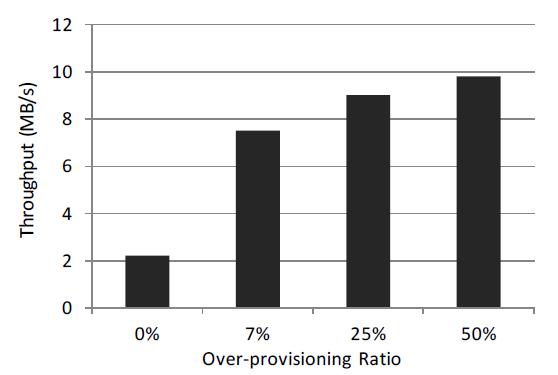 12
10
8
6
4
2
0
Throughput (MB/s)
0% 7% 25% 50%
Over-provisioning Ratio